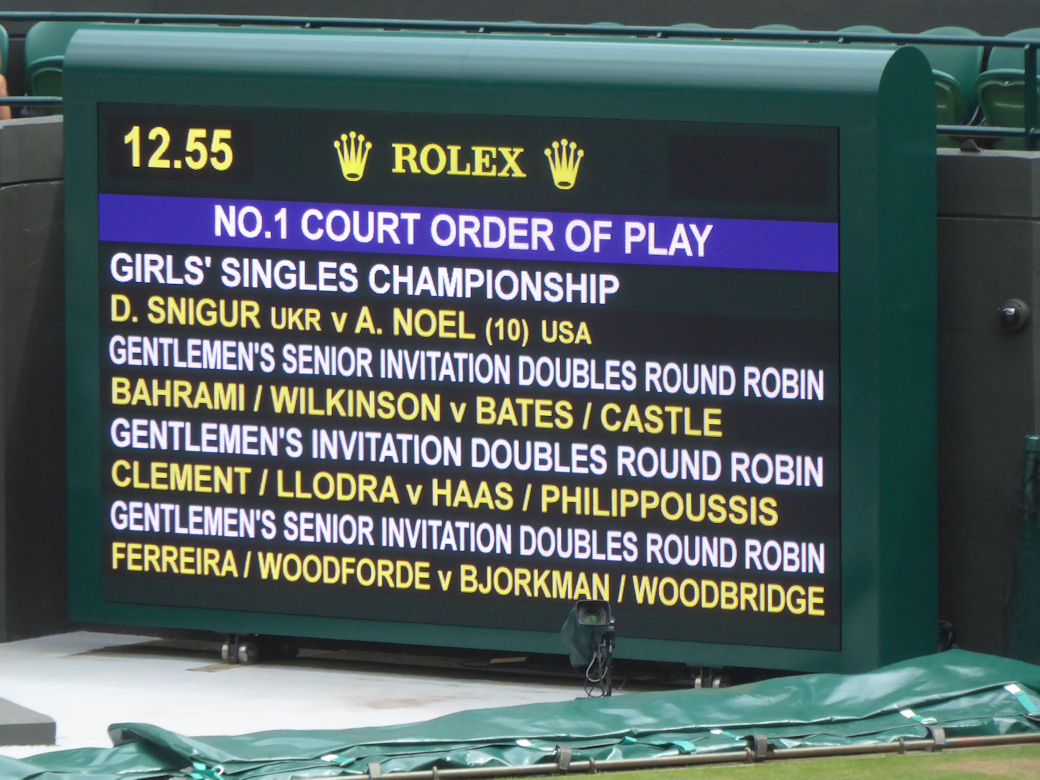 12.55 ROLEX
NO.1 COURT ORDER OF PLAY
GIRLS' SINGLES CHAMPIONSHIP
D. SNIGUR UKR v A. NOEL (10) USA
GENTLEMEN'S SENIOR INVITATION DOUBLES ROUND ROBIN
BAHRAMI / WILKINSON v BATES / CASTLE
GENTLEMEN'S INVITATION DOUBLES ROUND ROBIN
CLEMENT / LLODRA v HAAS / PHILIPPOUSSIS
GENTLEMEN'S SENIOR INVITATION DOUBLES ROUND ROBIN
FERREIRA / WOODFORDE v BJORKMAN / WOODBRIDGE